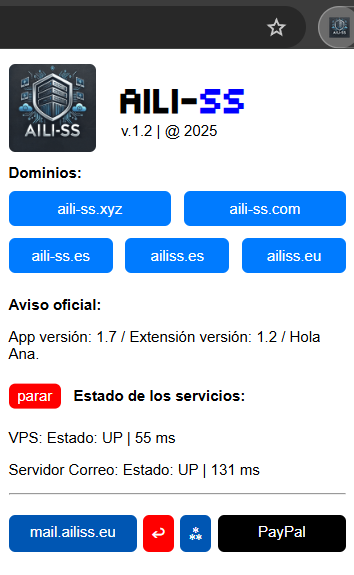 AILI-SS
AILI-SS
AILI-SS
v.1.2 | @ 2025
Dominios:
aili-ss.xyz
aili-ss.com
aili-ss.es
ailiss.es
ailiss.eu
Aviso oficial:
App versión: 1.7 / Extensión versión: 1.2 / Hola
Ana.
parar
Estado de los servicios:
VPS: Estado: UP | 55 ms
Servidor Correo: Estado: UP | 131 ms
mail.ailiss.eu
↩
***
PayPal